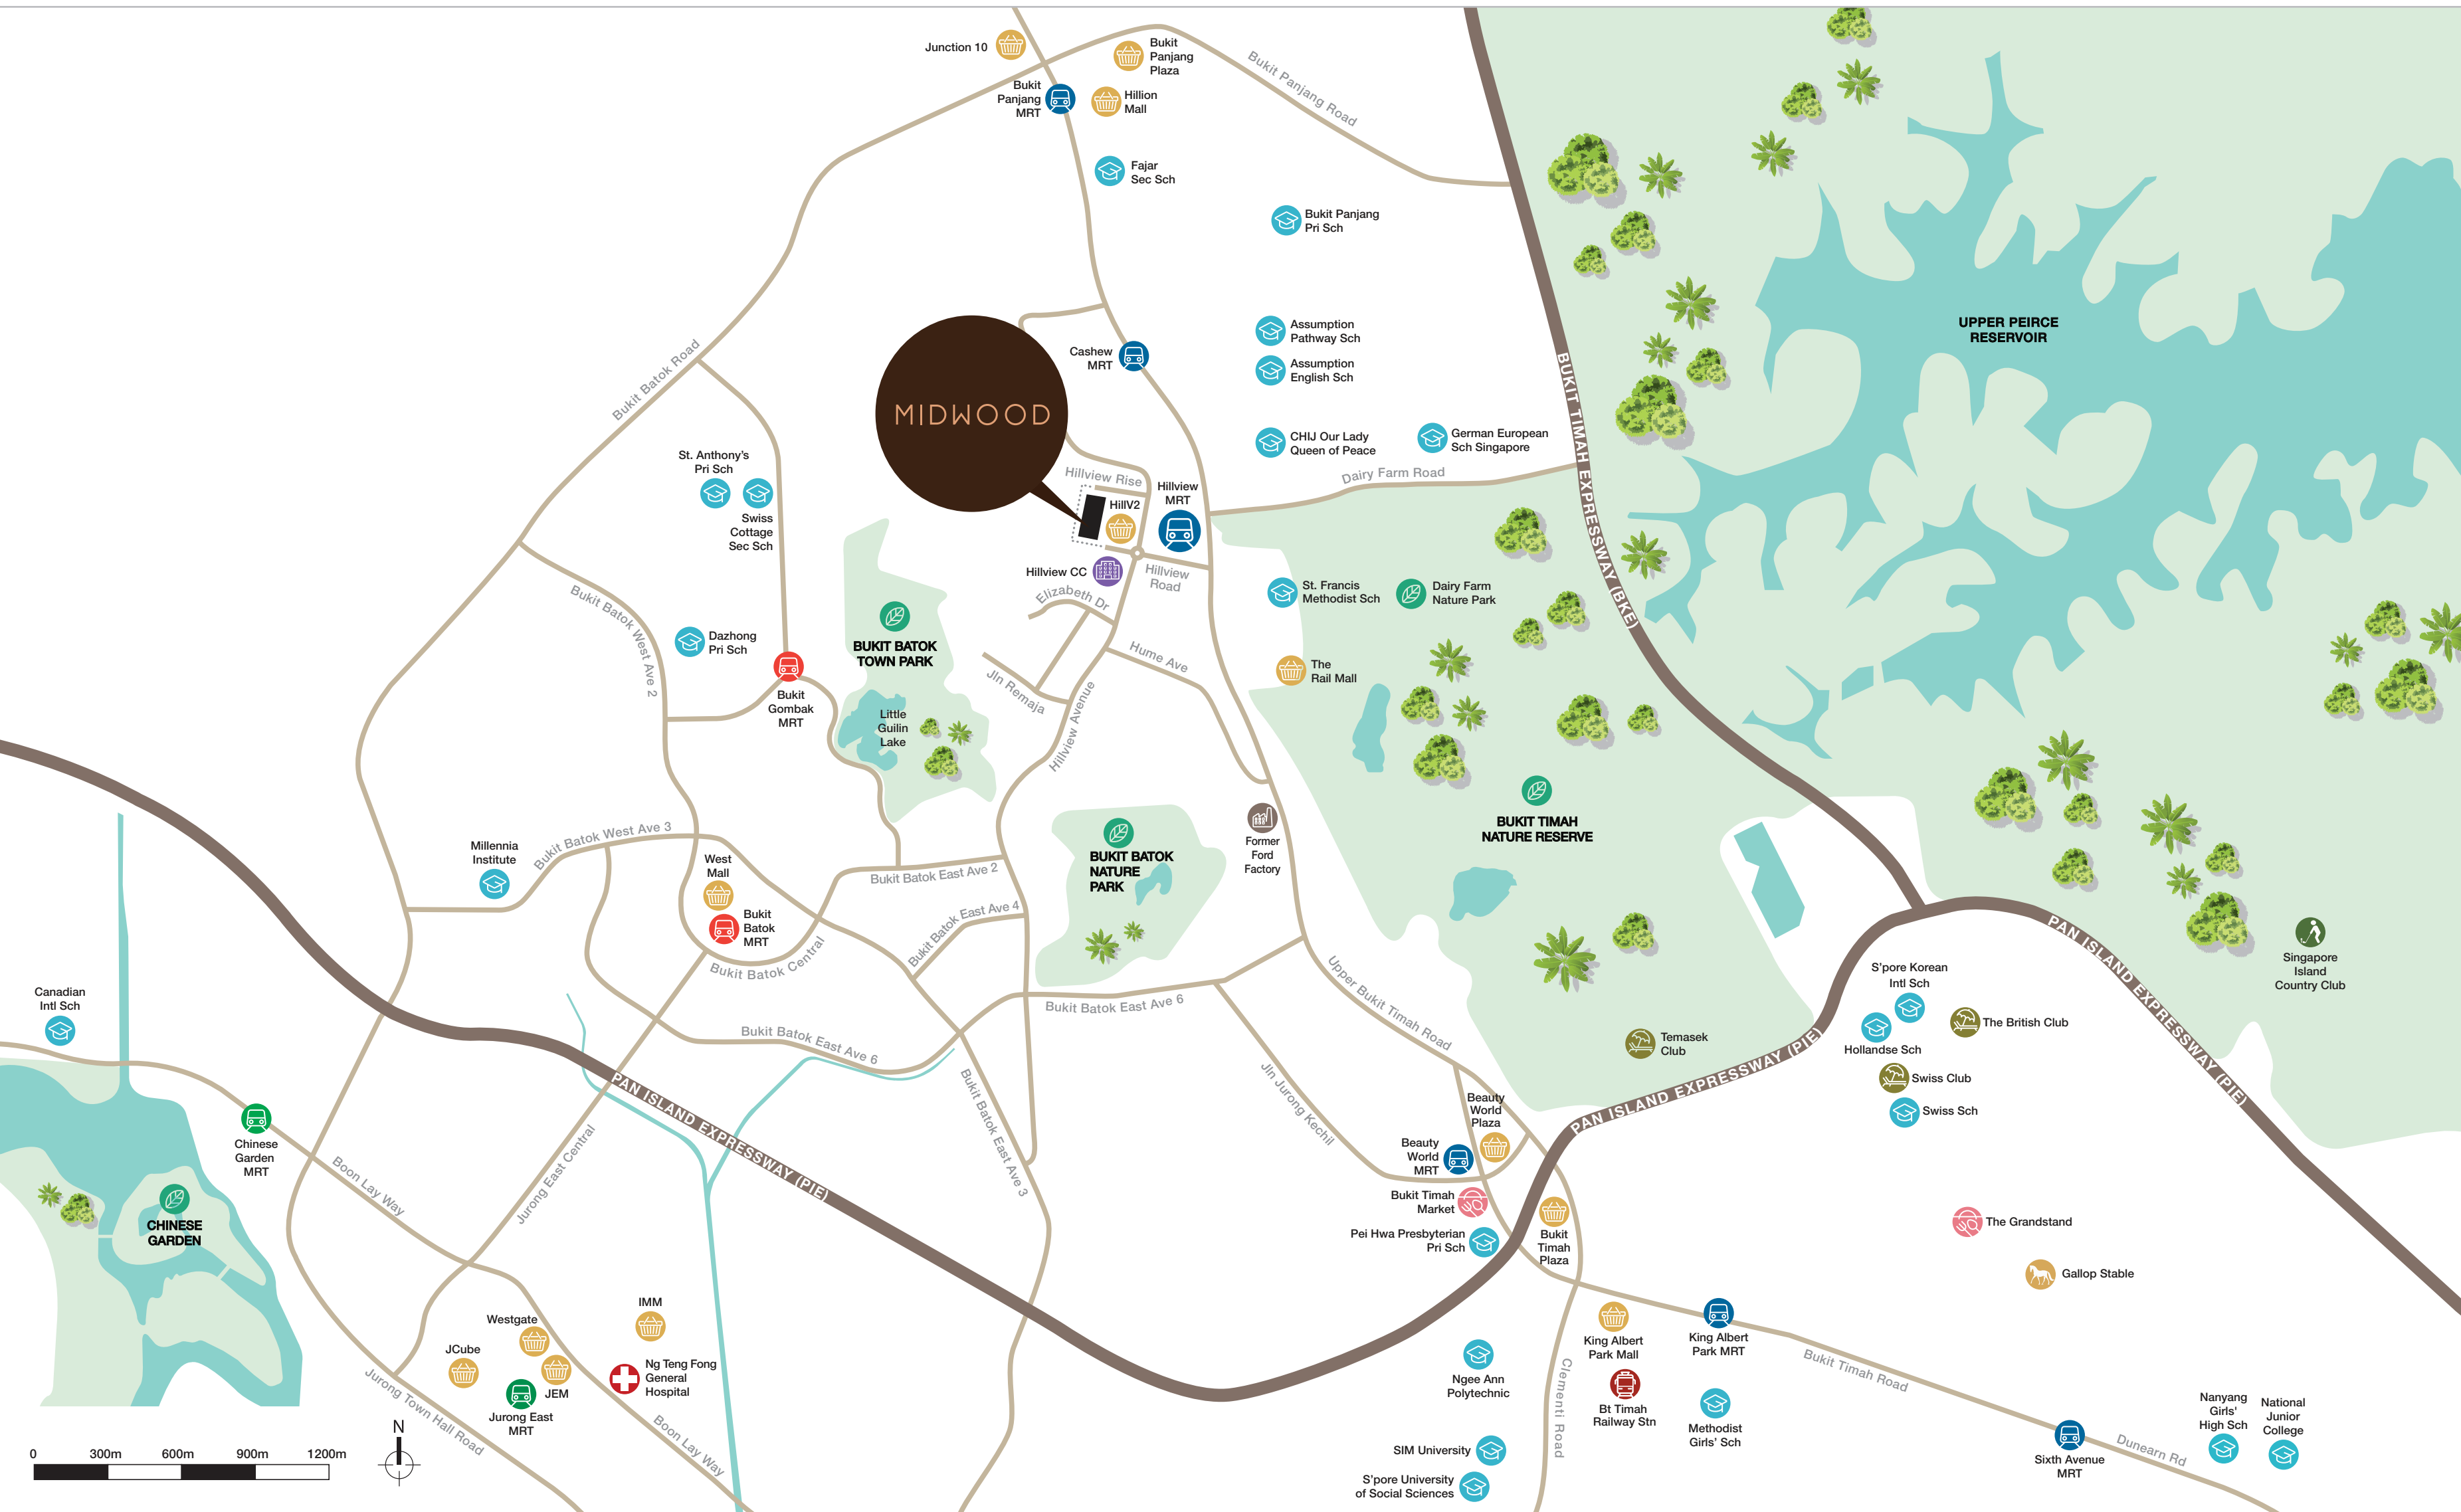 Junction 10
Bukit
Panjang
Plaza
Bukit
Panjang
MRT
Hillion
Mall
Bukit Panjang Road
Fajar
Sec Sch
Bukit Panjang
Pri Sch
Assumption
Pathway Sch
Assumption
English Sch
Cashew
MRT
UPPER PEIRCE
RESERVOIR
BUKIT TIMAH EXPRESSWAY (BKE)
Bukit Batok Road
MIDWOOD
CHIJ Our Lady
Queen of Peace
German European
Sch Singapore
Dairy Farm Road
St. Anthony's
Pri Sch
Swiss
Cottage
Sec Sch
Hillview Rise
HillV2
Hillview
MRT
Hillview CC
Hillview
Road
Elizabeth Dr
St. Francis
Methodist Sch
Dairy Farm
Nature Park
Bukit Batok West Ave 2
Dazhong
Pri Sch
BUKIT BATOK
TOWN PARK
Hume Ave
The
Rail Mall
Bukit
Gombak
MRT
Jln Remaja
Little
Guilin
Lake
Hillview Avenue
BUKIT TIMAH
NATURE RESERVE
Former
Ford
Factory
Millennia
Institute
Bukit Batok West Ave 3
West
Mall
Bukit Batok East Ave 2
BUKIT BATOK
NATURE
PARK
Bukit
Batok
MRT
Bukit Batok East Ave 4
Bukit Batok Central
PAN ISLAND EXPRESSWAY (PIE)
Singapore
Island
Country Club
Canadian
Intl Sch
Bukit Batok East Ave 6
Bukit Batok East Ave 6
Upper Bukit Timah Road
S'pore Korean
Intl Sch
The British Club
Hollandse Sch
Temasek
Club
Swiss Club
Swiss Sch
PAN ISLAND EXPRESSWAY (PIE)
PAN ISLAND EXPRESSWAY (PIE)
Bukit Batok East Ave 3
Jln Jurong Kechil
Beauty
World
Plaza
Beauty
World
MRT
Chinese
Garden
MRT
Boon Lay Way
Jurong East Central
CHINESE
GARDEN
Bukit Timah
Market
Pei Hwa Presbyterian
Pri Sch
Bukit
Timah
Plaza
The Grandstand
Gallop Stable
IMM
Westgate
JCube
JEM
Jurong East
MRT
Ng Teng Fong
General
Hospital
Jurong Town Hall Road
Boon Lay Way
King Albert
Park Mall
King Albert
Park MRT
Bukit Timah Road
Ngee Ann
Polytechnic
Clementi Road
Bt Timah
Railway Stn
Methodist
Girls' Sch
Nanyang
Girls'
High Sch
National
Junior
College
SIM University
S'pore University
of Social Sciences
Sixth Avenue
MRT
Dunearn Rd
N
0 300m 600m 900m 1200m